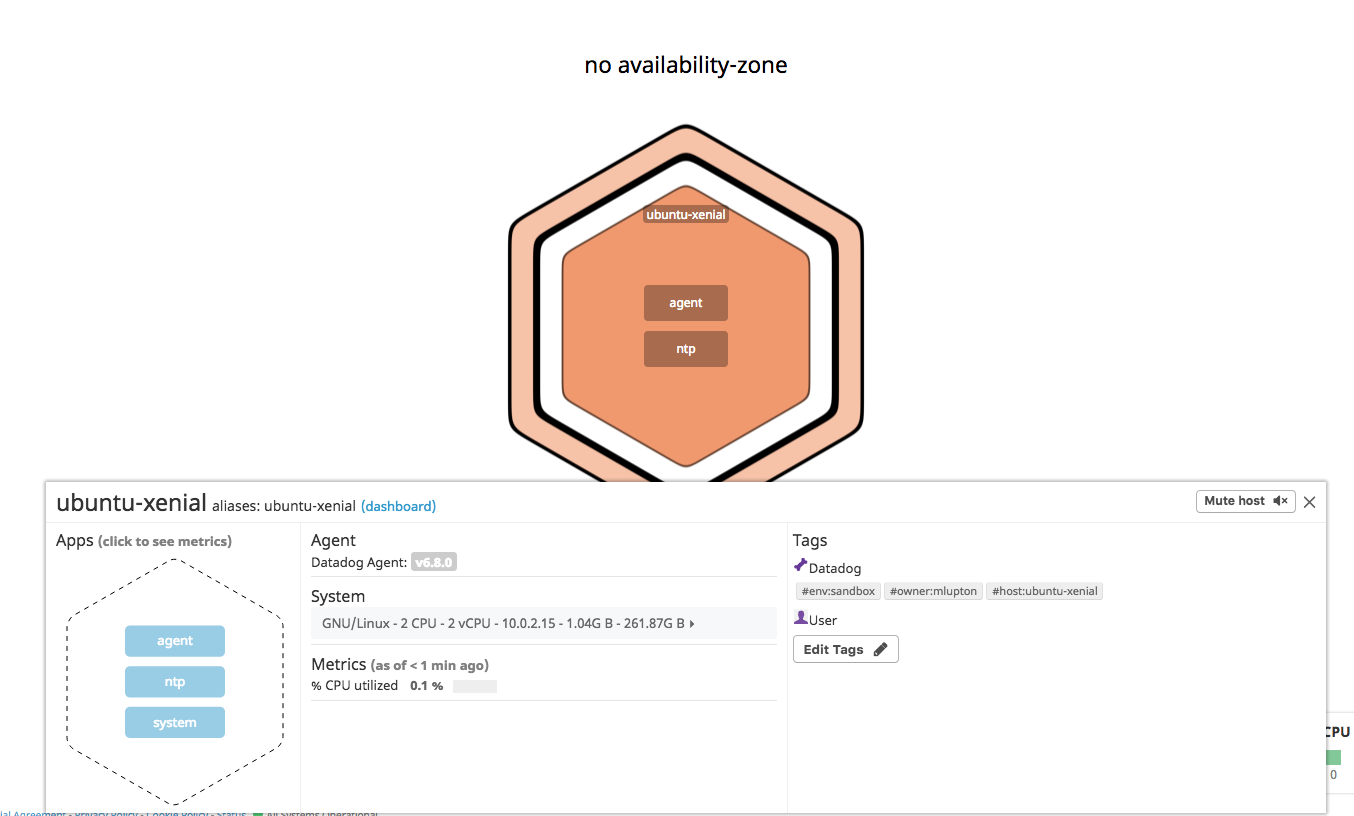 no availability-zone
ubuntu-xenial
agent
ntp
ubuntu-xenial aliases: ubuntu-xenial (dashboard)
Mute host
Apps (click to see metrics)
agent
ntp
system
Agent
Datadog Agent: v6.8.0
System
GNU/Linux - 2 CPU - 2 vCPU - 10.0.2.15 - 1.04G B - 261.87G B
Metrics (as of < 1 min ago)
% CPU utilized 0.1 %
Tags
Datadog
#env:sandbox #owner:mlupton #host:ubuntu-xenial
User
Edit Tags
CPU
0
ial Agreement - Privacy Policy - Cookie Policy - Status All Systems Operational